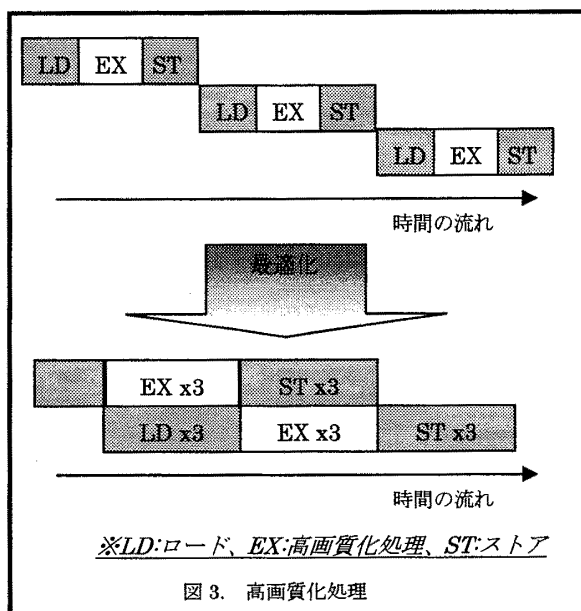 LD EX ST
LD EX ST
LD EX ST
時間の流れ
最適化
EX x3 ST x3
LD x3 EX x3 ST x3
時間の流れ
※LD:ロード、EX:高画質化処理、ST:ストア
図 3. 高画質化処理